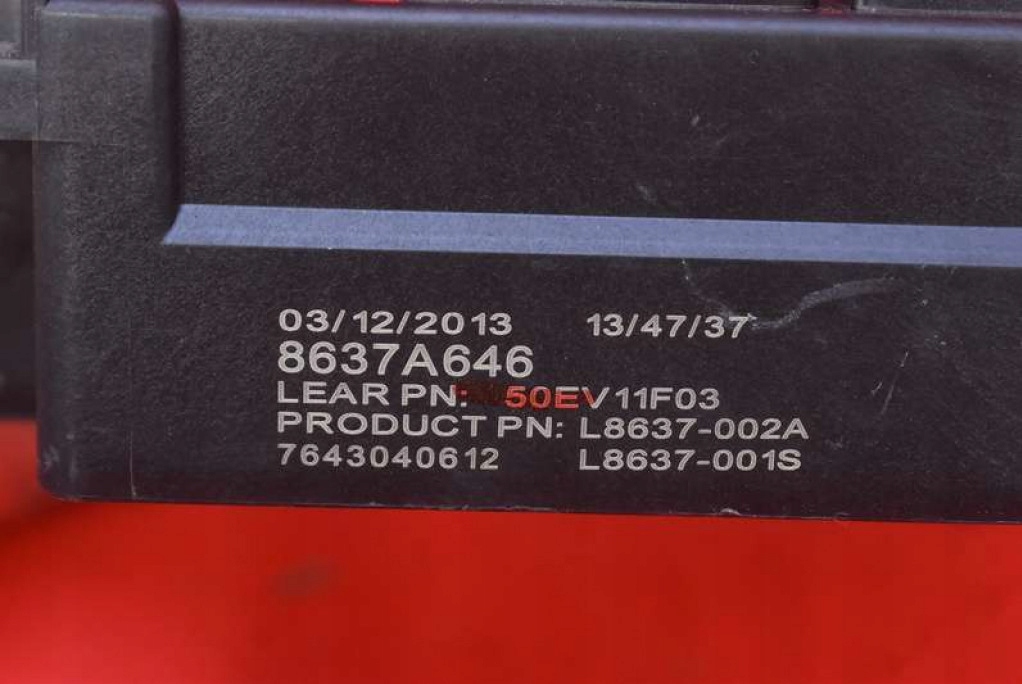 03/12/2013 13/47/37
8637A646
LEAR PN: 50EV11F03
PRODUCT PN: L8637-002A
7643040612 L8637-001S